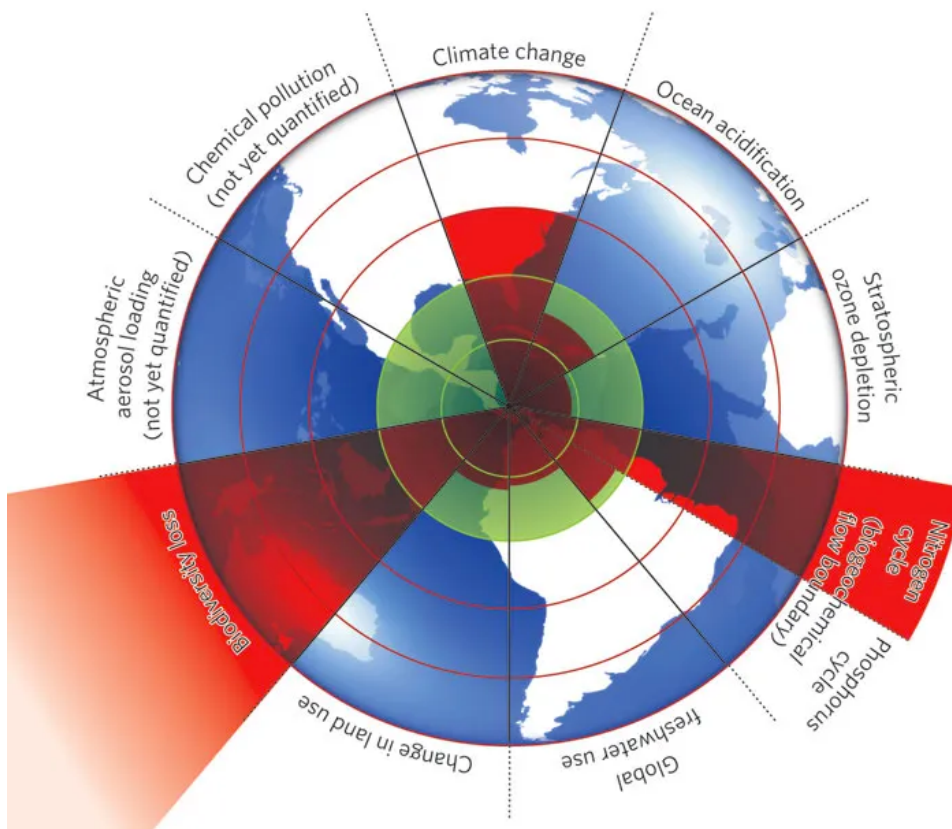 Climate change
Ocean acidification
Stratospheric
ozone depletion
Nitrogen
cycle
(biogeochemical
flow boundary)
Phosphorus
cycle
Global
freshwater use
Change in land use
Biodiversity loss
Atmospheric
aerosol loading
(not yet quantified)
Chemical pollution
(not yet quantified)